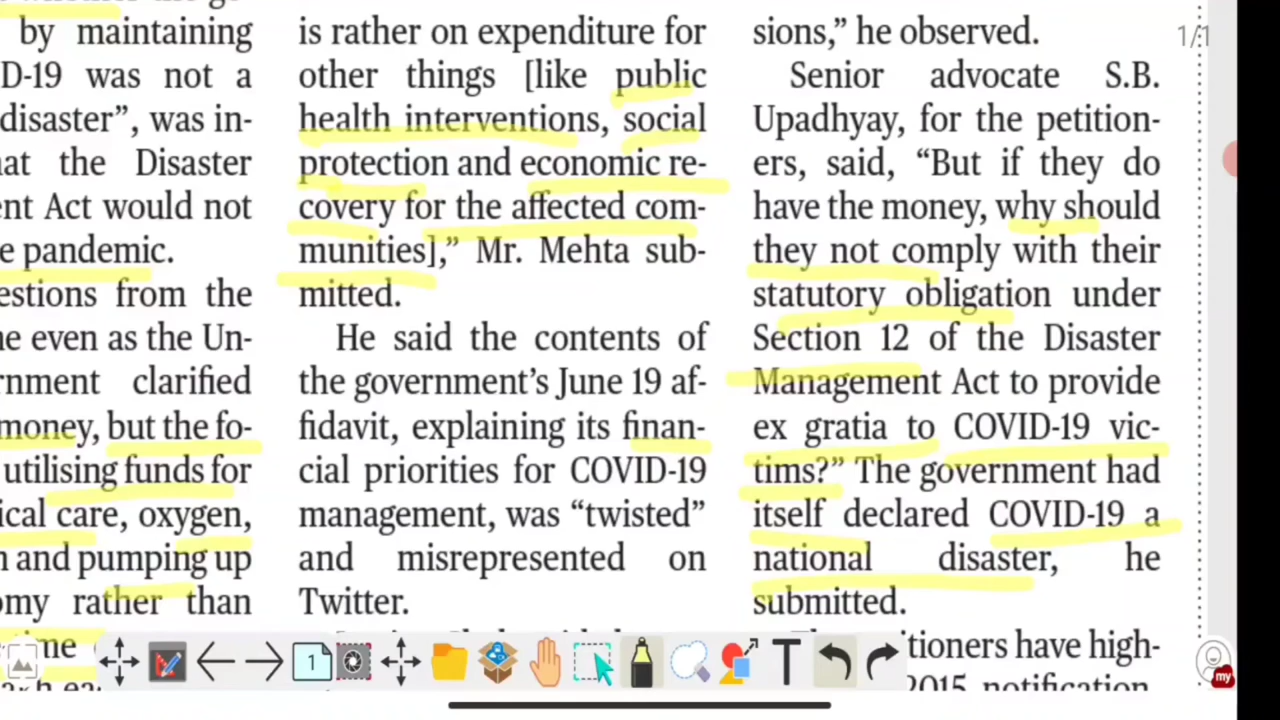 by maintaining
D-19 was not a
disaster”, was in-
at the Disaster
ent Act would not
e pandemic.
estions from the
ne even as the Un-
rnment clarified
money, but the fo-
utilising funds for
ical care, oxygen,
n and pumping up
omy rather than
me
is rather on expenditure for
other things [like public
health interventions, social
protection and economic re-
covery for the affected com-
munities],” Mr. Mehta sub-
mitted.
He said the contents of
the government’s June 19 af-
fidavit, explaining its finan-
cial priorities for COVID-19
management, was “twisted”
and misrepresented on
Twitter.
sions,” he observed.
Senior advocate S.B.
Upadhyay, for the petition-
ers, said, “But if they do
have the money, why should
they not comply with their
statutory obligation under
Section 12 of the Disaster
Management Act to provide
ex gratia to COVID-19 vic-
tims?” The government had
itself declared COVID-19 a
national disaster, he
submitted.
tioners have high-
2015 notification
1/1
1
T
my